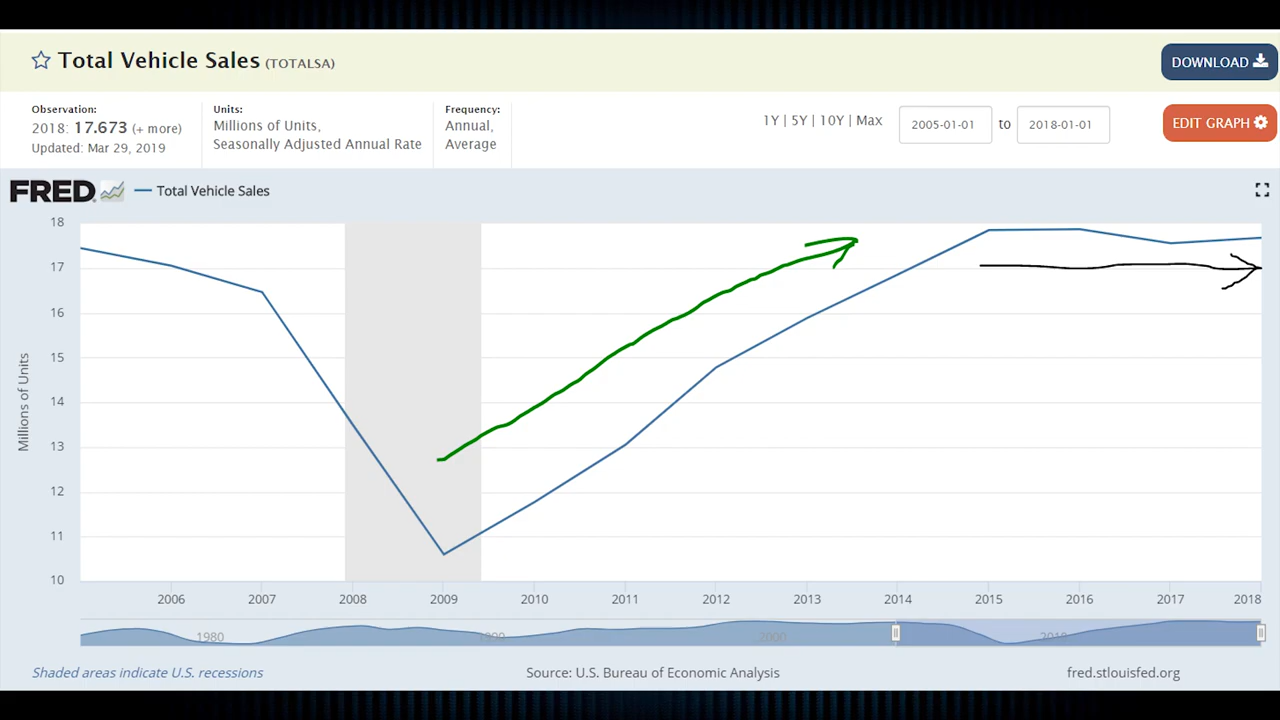 Total Vehicle Sales (TOTALSA)
DOWNLOAD
Observation:
2018: 17.673 (+ more)
Updated: Mar 29, 2019
Units:
Millions of Units,
Seasonally Adjusted Annual Rate
Frequency:
Annual,
Average
1Y | 5Y | 10Y | Max
2005-01-01 to 2018-01-01
EDIT GRAPH
FRED Total Vehicle Sales
Millions of Units
18
17
16
15
14
13
12
11
10
2006 2007 2008 2009 2010 2011 2012 2013 2014 2015 2016 2017 2018
1980 1990 2000 2010
Shaded areas indicate U.S. recessions
Source: U.S. Bureau of Economic Analysis
fred.stlouisfed.org